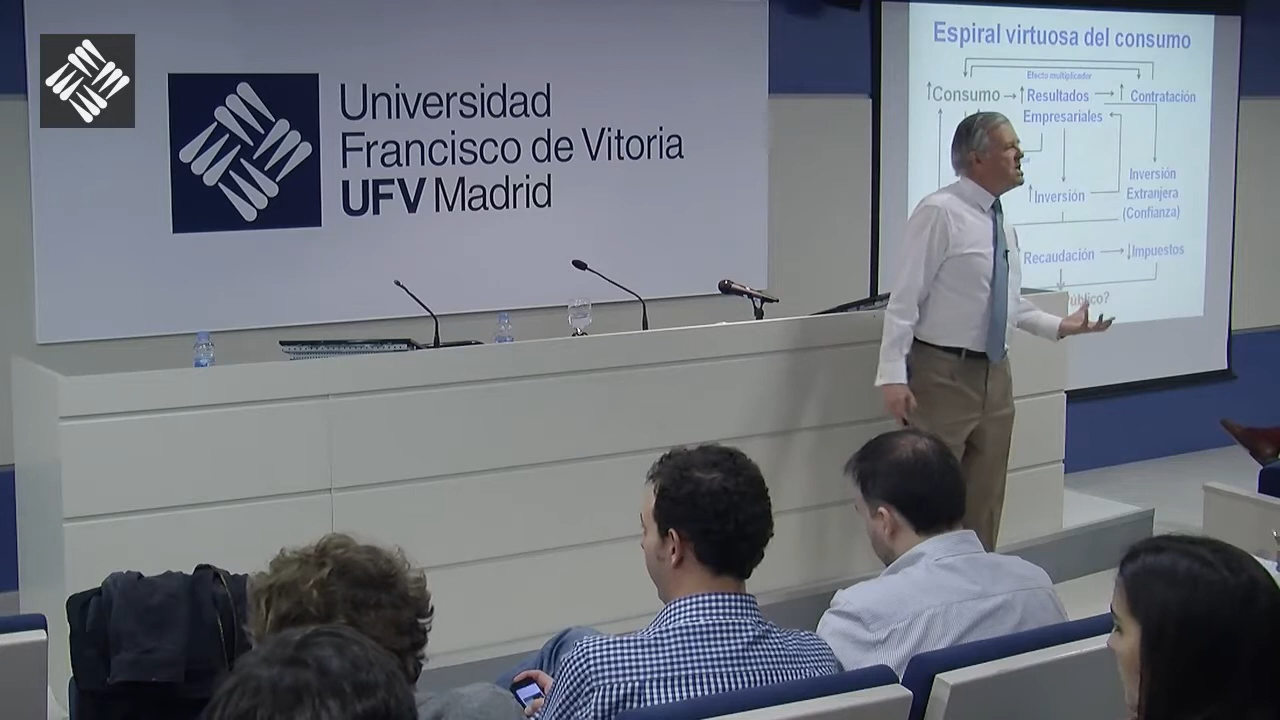 Universidad
Francisco de Vitoria
UFV Madrid
Espiral virtuosa del consumo
Efecto multiplicador
↑Consumo → ↑Resultados → ↑ Contratación
Empresariales
↑Inversión
Inversión
Extranjera
(Confianza)
Recaudación → ↓Impuestos
Público?